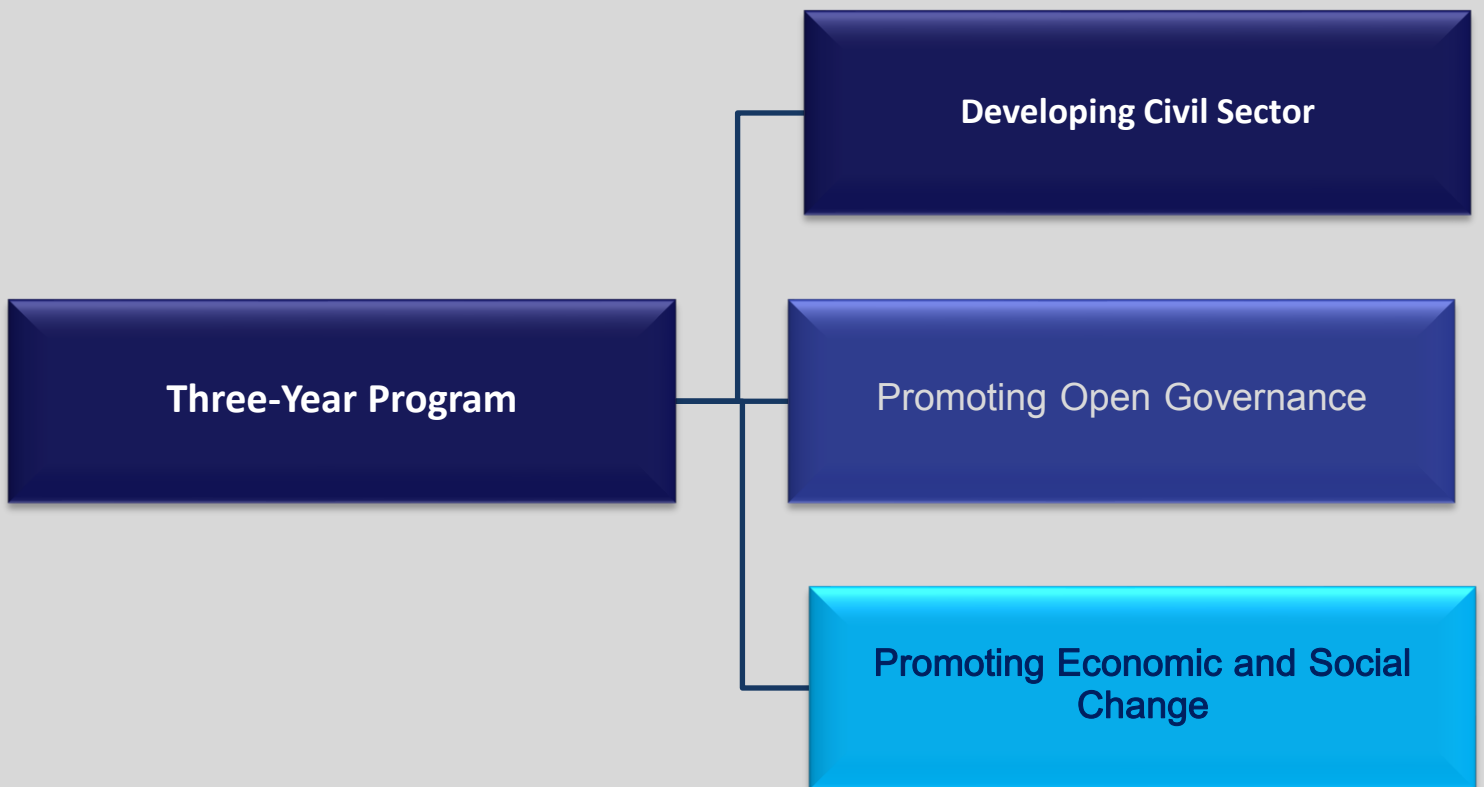 Developing Civil Sector
Three-Year Program
Promoting Open Governance
Promoting Economic and Social
Change